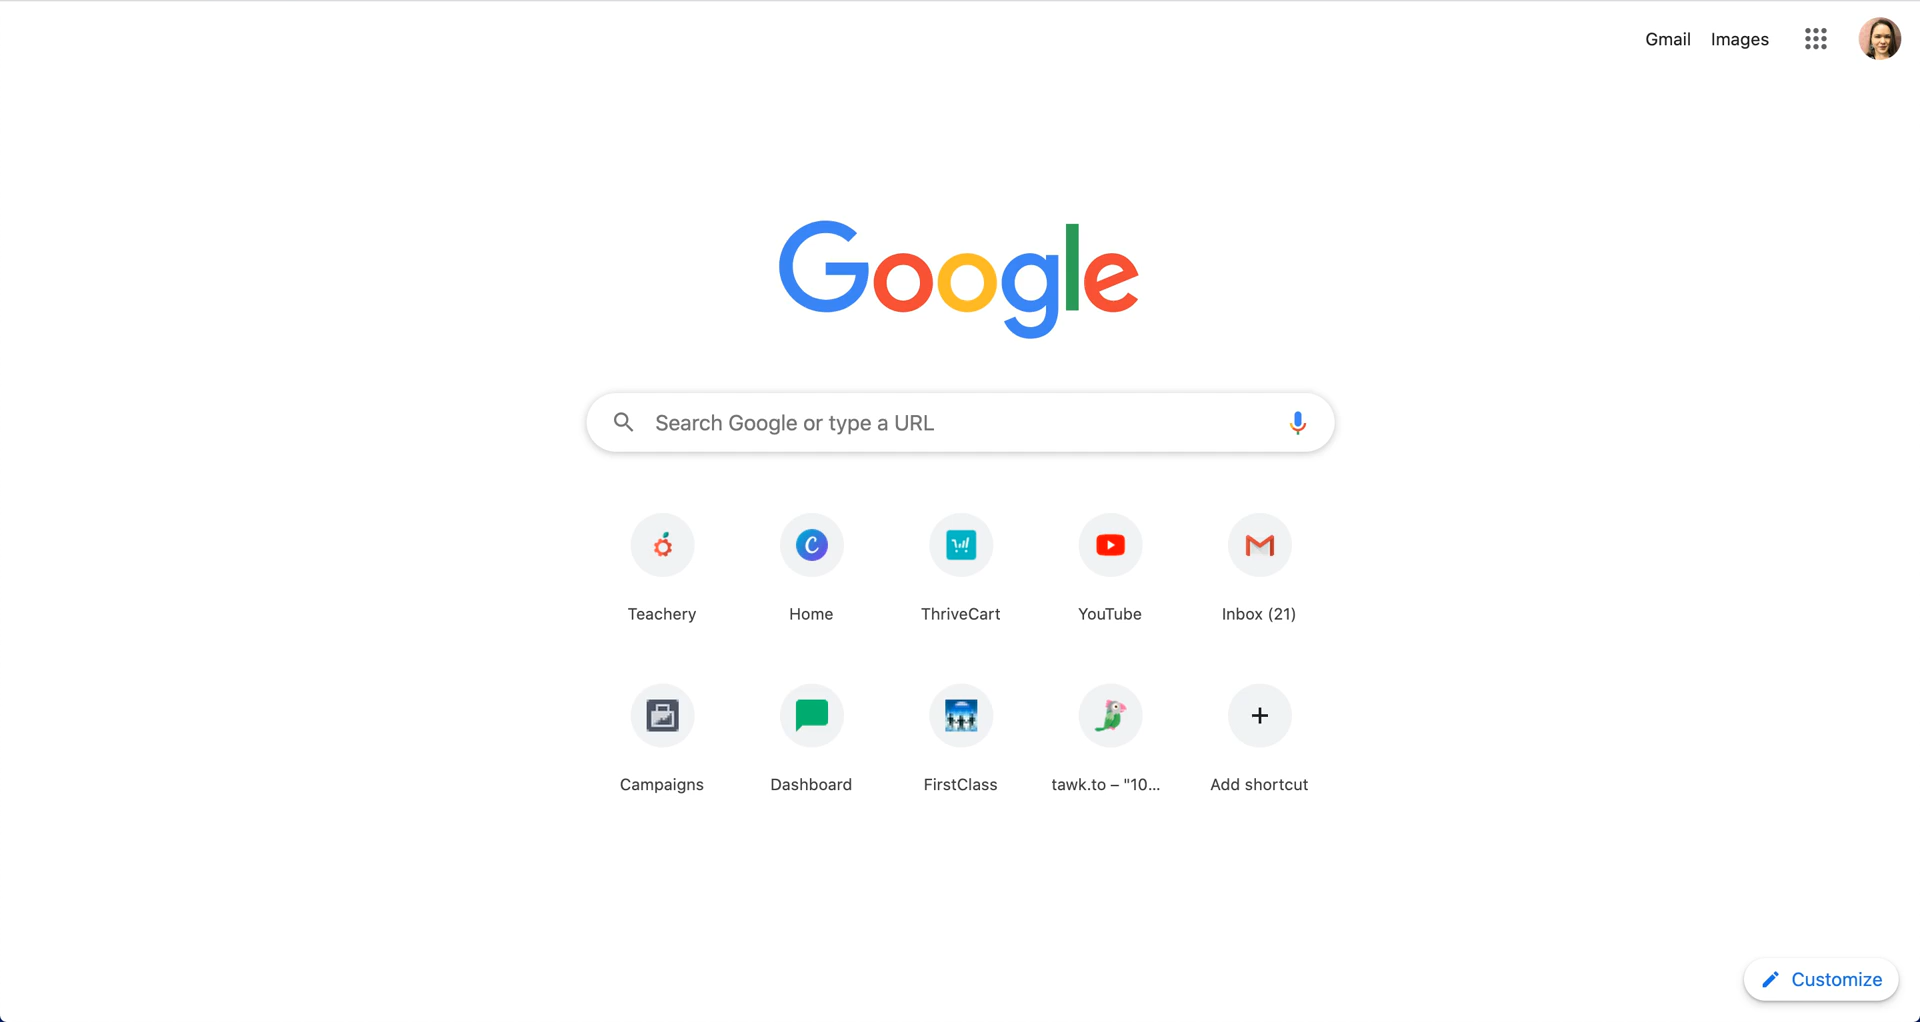 Gmail Images
Google
Search Google or type a URL
Teachery Home ThriveCart YouTube Inbox (21)
Campaigns Dashboard FirstClass tawk.to – "10... Add shortcut
Customize